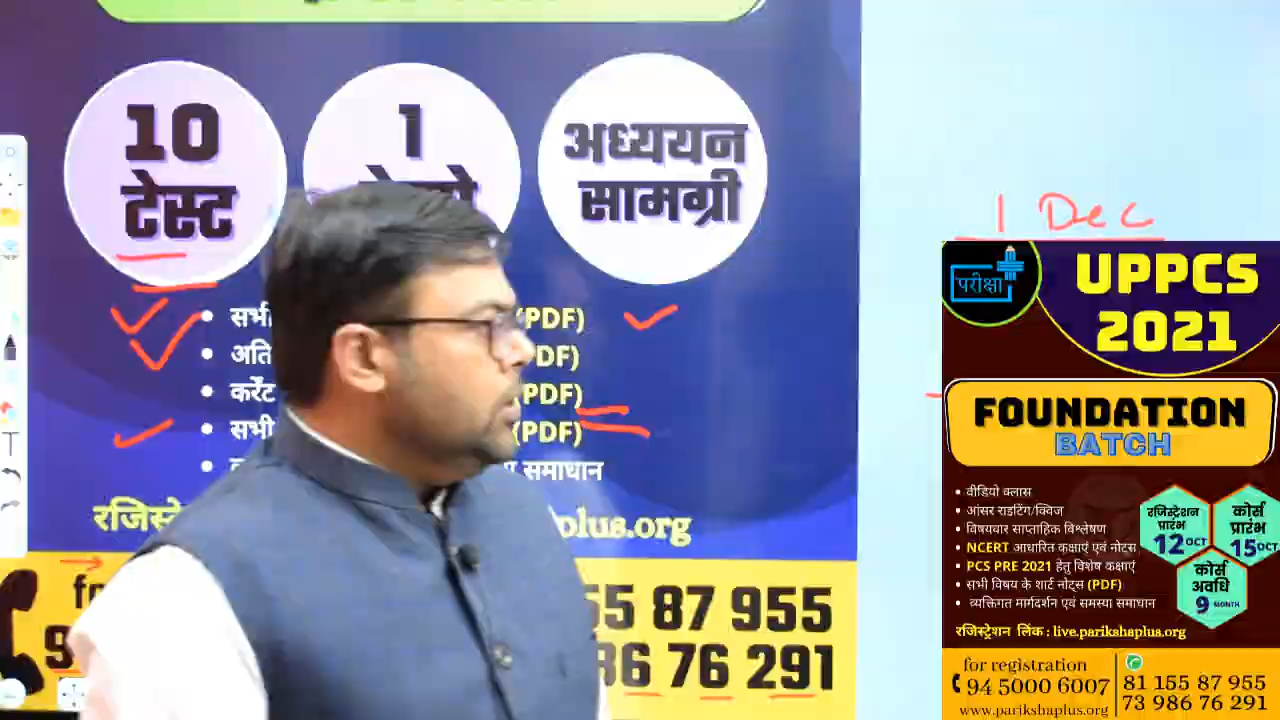 10
टेस्ट
1
अध्ययन
सामग्री
सभी (PDF)
(PDF)
करेंट (PDF)
सभी (PDF)
समाधान
plus.org
55 87 955
86 76 291
1 Dec
परीक्षा
UPPCS
2021
FOUNDATION
BATCH
वीडियो क्लास
आंसर राइटिंग/क्विज
विषयवार साप्ताहिक विश्लेषण
NCERT आधारित कक्षाएं एवं नोट्स
PCS PRE 2021 हेतु विशेष कक्षाएं
सभी विषय के शार्ट नोट्स (PDF)
व्यक्तिगत मार्गदर्शन एवं समस्या समाधान
रजिस्ट्रेशन
प्रारंभ
12 OCT
कोर्स
प्रारंभ
15 OCT
कोर्स
अवधि
9 MONTH
रजिस्ट्रेशन लिंक : live.parikshaplus.org
for registration
94 5000 6007
www.parikshaplus.org
81 155 87 955
73 986 76 291